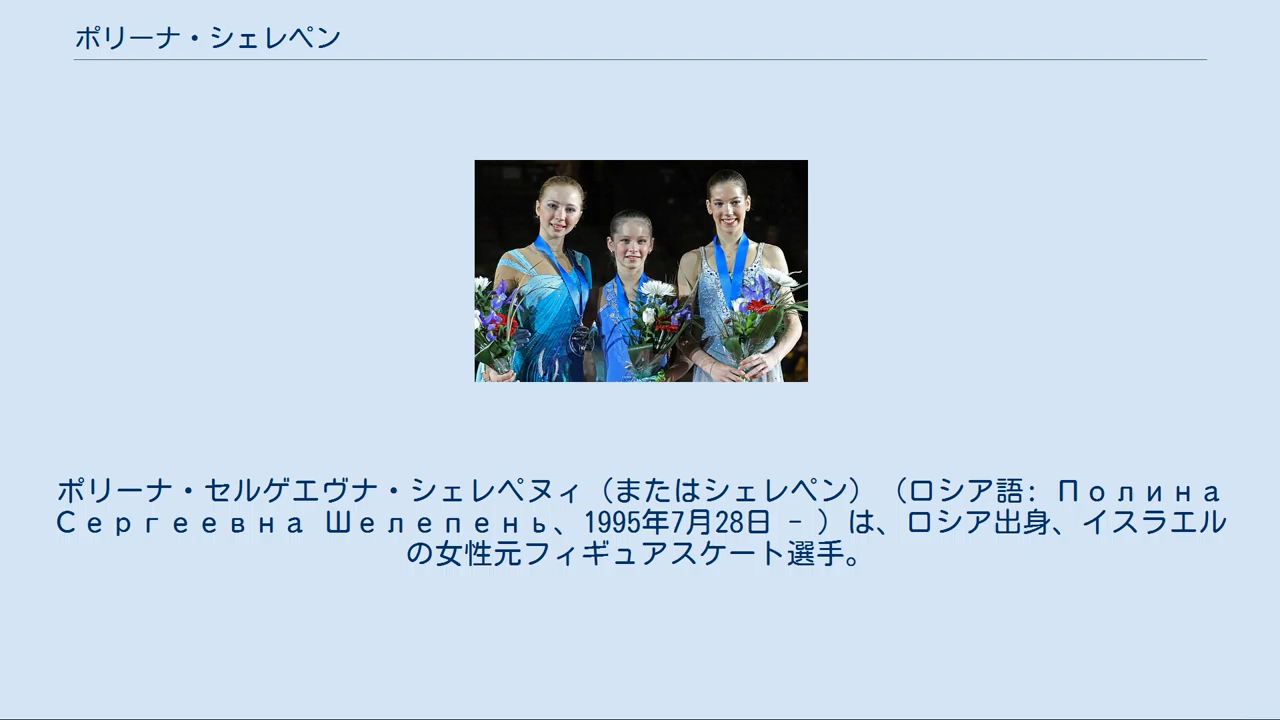 ポリーナ・シェレペン
ポリーナ・セルゲエヴナ・シェレペヌィ（またはシェレペン）（ロシア語: Полина
Сергеевна Шелепень、1995年7月28日 - ）は、ロシア出身、イスラエル
の女性元フィギュアスケート選手。